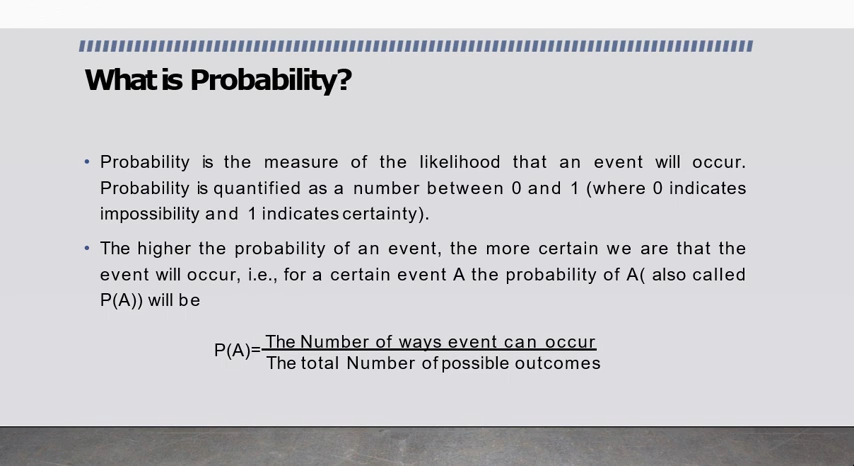 What is Probability?
• Probability is the measure of the likelihood that an event will occur.
Probability is quantified as a number between 0 and 1 (where 0 indicates
impossibility and 1 indicates certainty).
• The higher the probability of an event, the more certain we are that the
event will occur, i.e., for a certain event A the probability of A( also called
P(A)) will be
The Number of ways event can occur
P(A)=
The total Number of possible outcomes